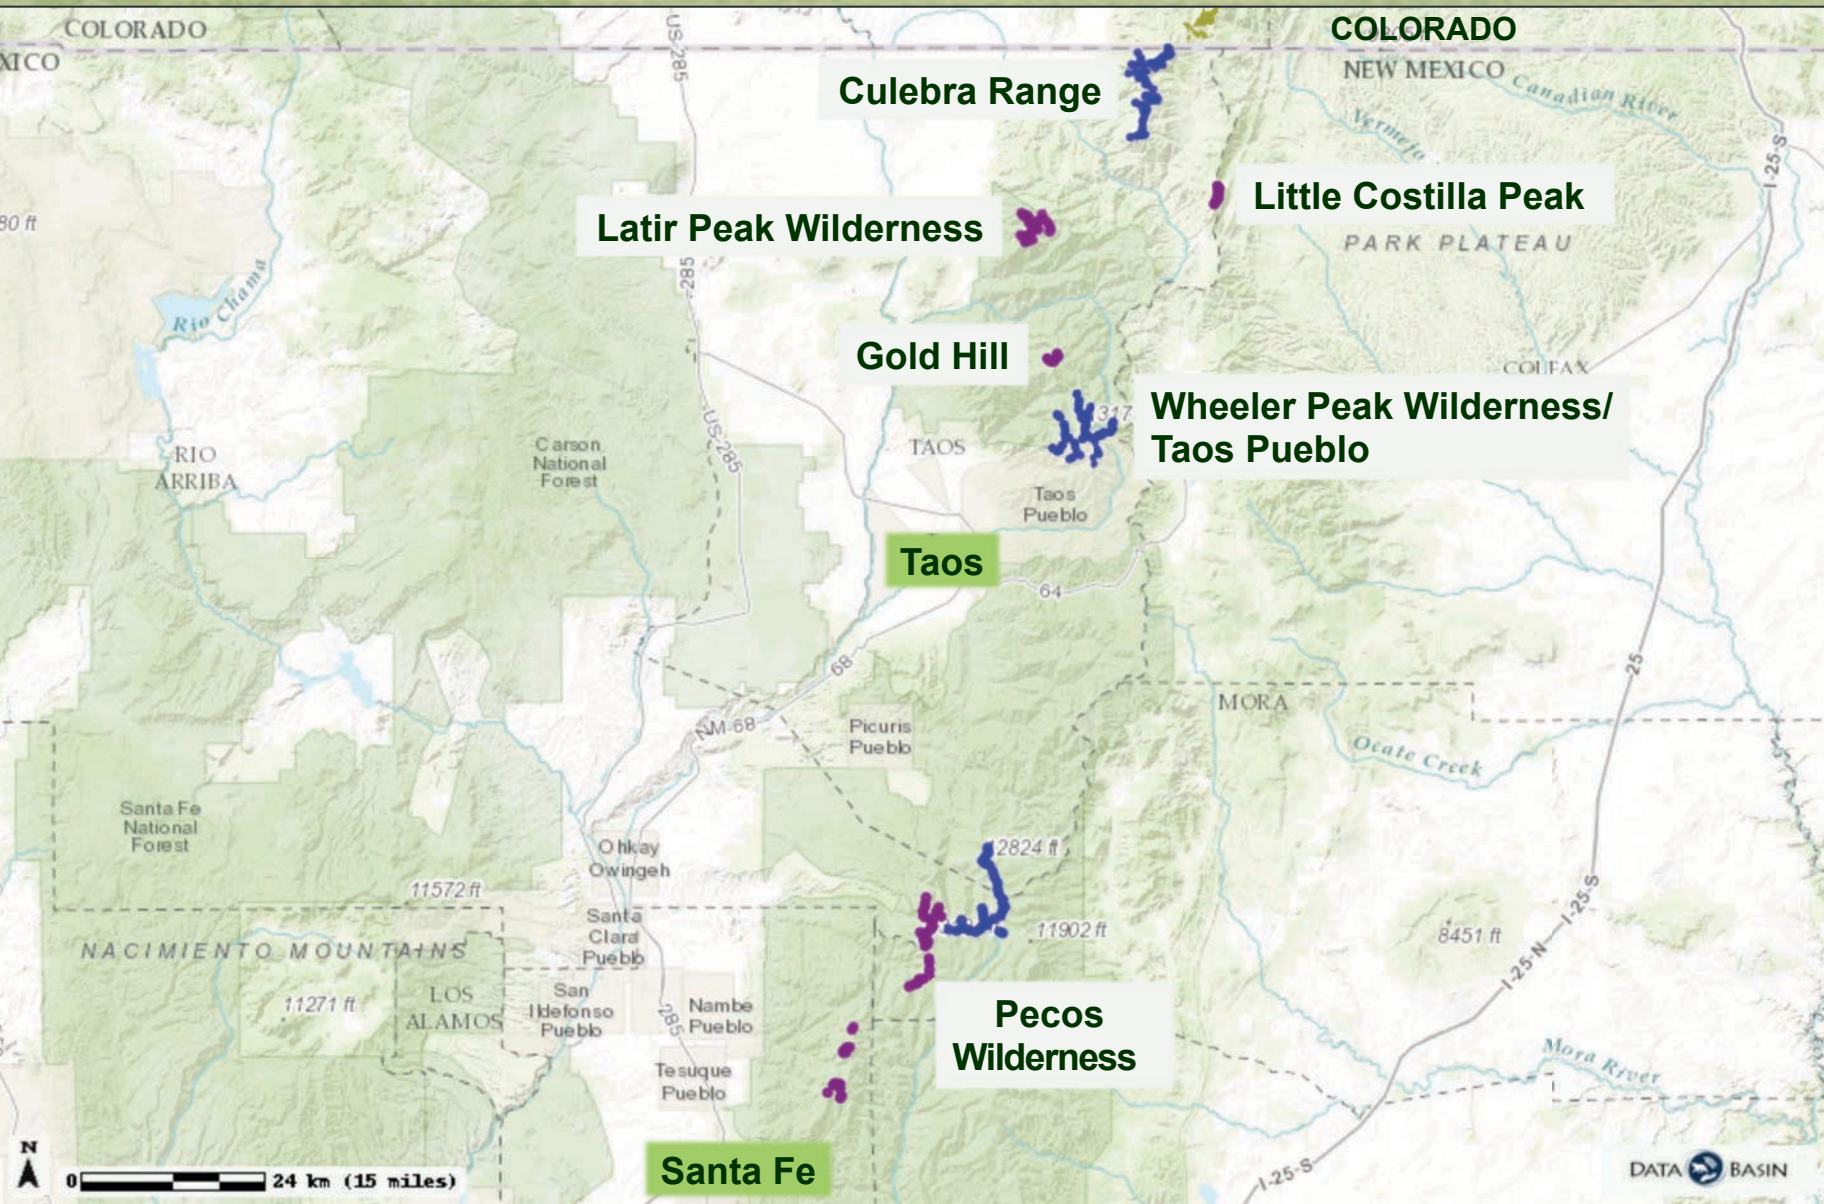 COLORADO
COLORADO
XICO
NEW MEXICO
US-285
Culebra Range
Canadian River
Vermejo
I-25-S
Little Costilla Peak
Latir Peak Wilderness
80 ft
PARK PLATEAU
285
Rio Chama
Gold Hill
COLFAX
Wheeler Peak Wilderness/
Taos Pueblo
317
US-285
TAOS
Carson
National
Forest
RIO
ARRIBA
Taos
Pueblo
Taos
64
68
25
MORA
NM-68
Picuris
Pueblo
Ocate Creek
Santa Fe
National
Forest
Ohkay
Owingeh
2824 ft
11572 ft
I-25-S
Santa
Clara
Pueblo
11902 ft
8451 ft
NACIMIENTO MOUNTAINS
I-25-N
LOS
ALAMOS
11271 ft
San
Ildefonso
Pueblo
285
Nambe
Pueblo
Pecos
Wilderness
Mora River
Tesuque
Pueblo
Santa Fe
I-25-S
N
0 24 km (15 miles)
DATA BASIN